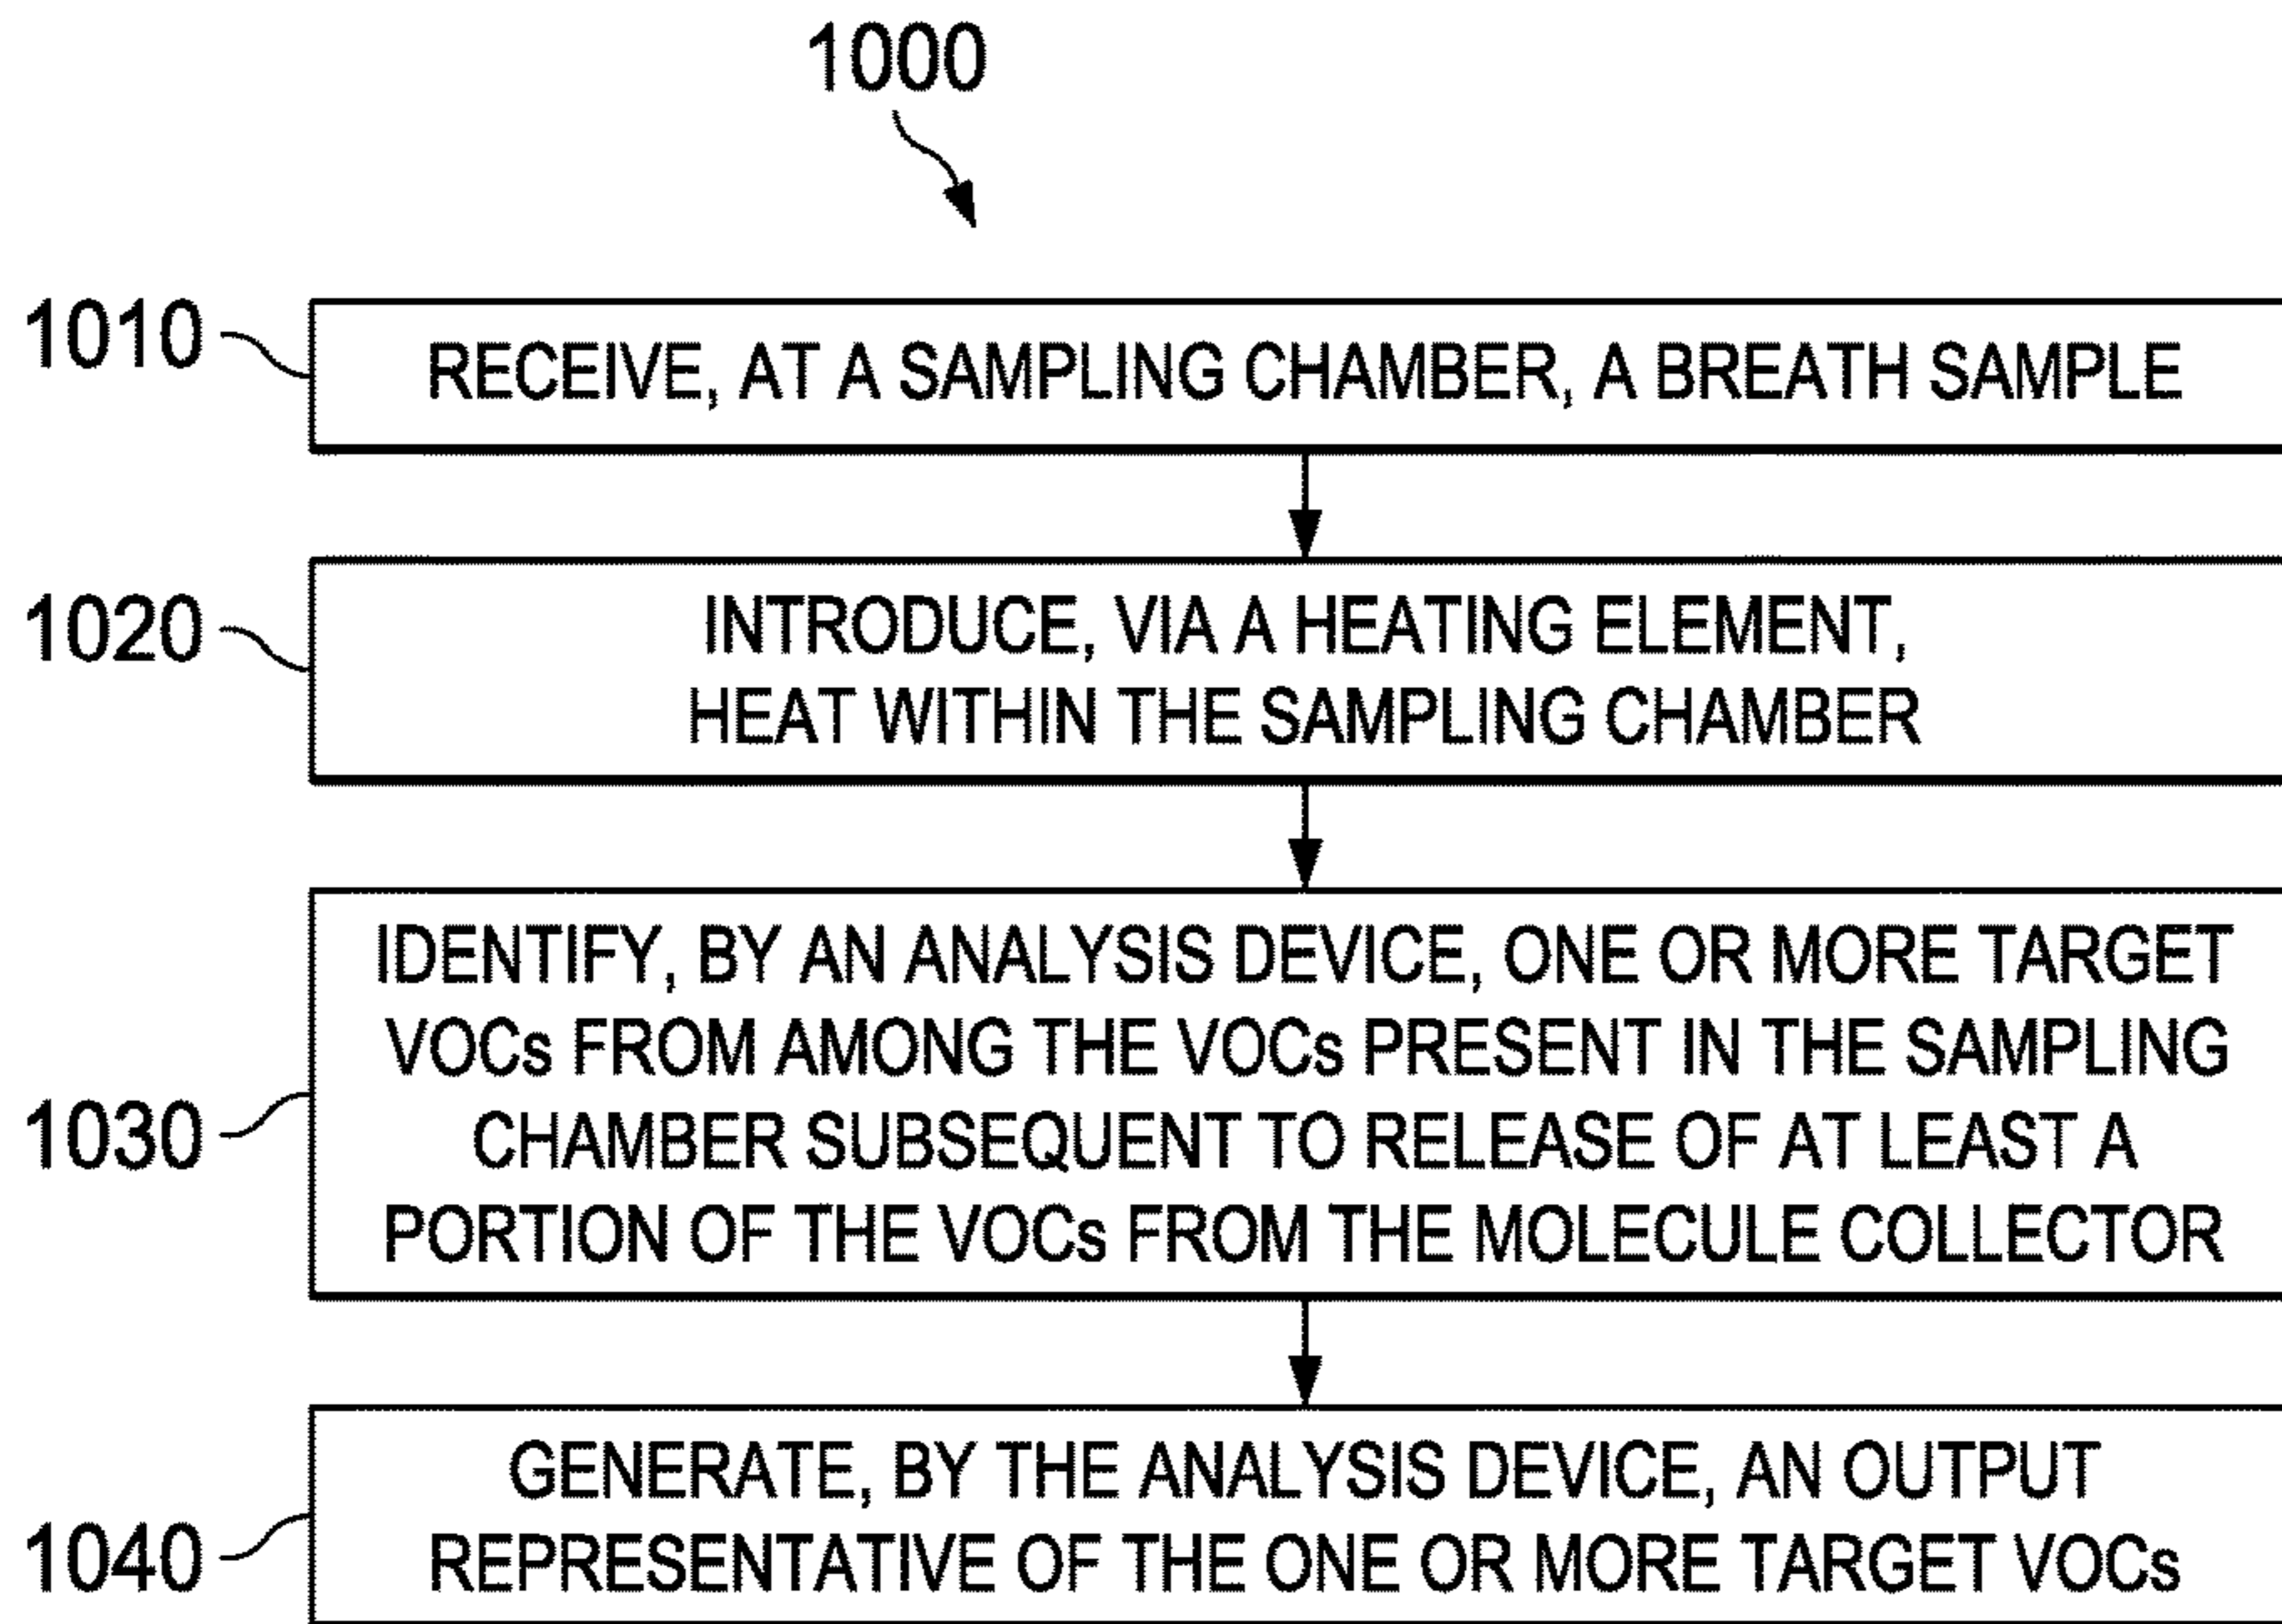 1000
1010
RECEIVE, AT A SAMPLING CHAMBER, A BREATH SAMPLE
1020
INTRODUCE, VIA A HEATING ELEMENT,
HEAT WITHIN THE SAMPLING CHAMBER
1030
IDENTIFY, BY AN ANALYSIS DEVICE, ONE OR MORE TARGET
VOCs FROM AMONG THE VOCs PRESENT IN THE SAMPLING
CHAMBER SUBSEQUENT TO RELEASE OF AT LEAST A
PORTION OF THE VOCs FROM THE MOLECULE COLLECTOR
1040
GENERATE, BY THE ANALYSIS DEVICE, AN OUTPUT
REPRESENTATIVE OF THE ONE OR MORE TARGET VOCs